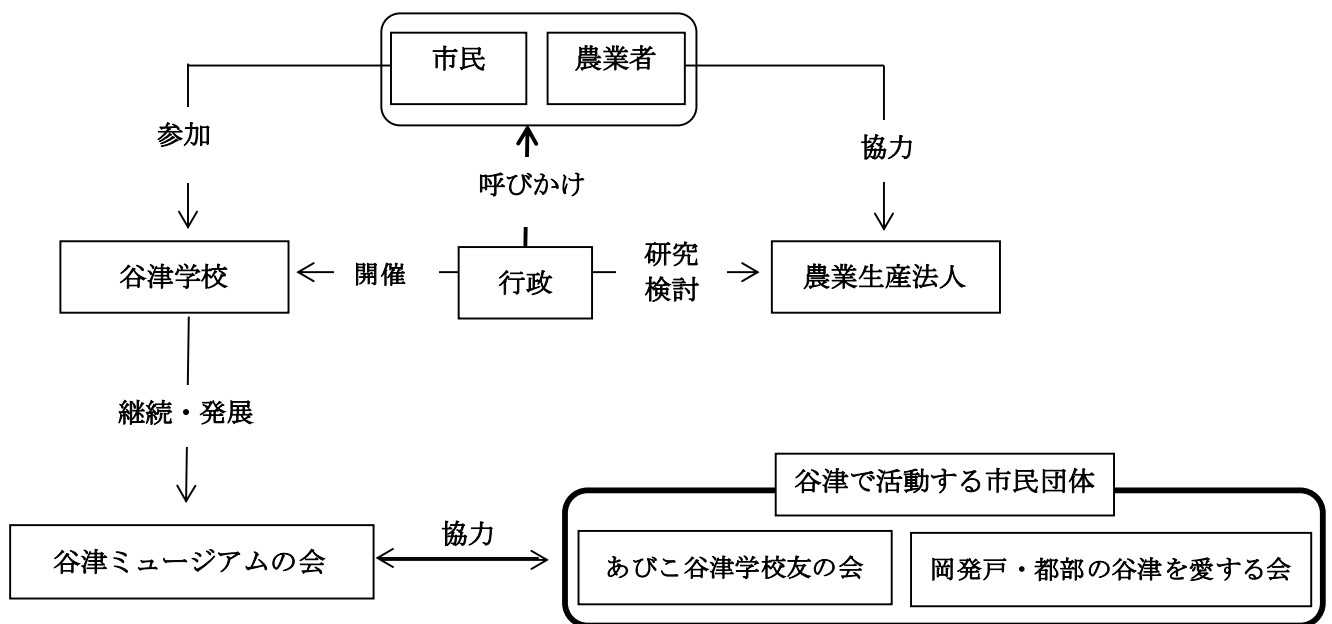 市民
農業者
参加
協力
呼びかけ
谷津学校
開催
行政
研究
検討
農業生産法人
継続・発展
谷津で活動する市民団体
谷津ミュージアムの会
協力
あびこ谷津学校友の会
岡発戸・都部の谷津を愛する会